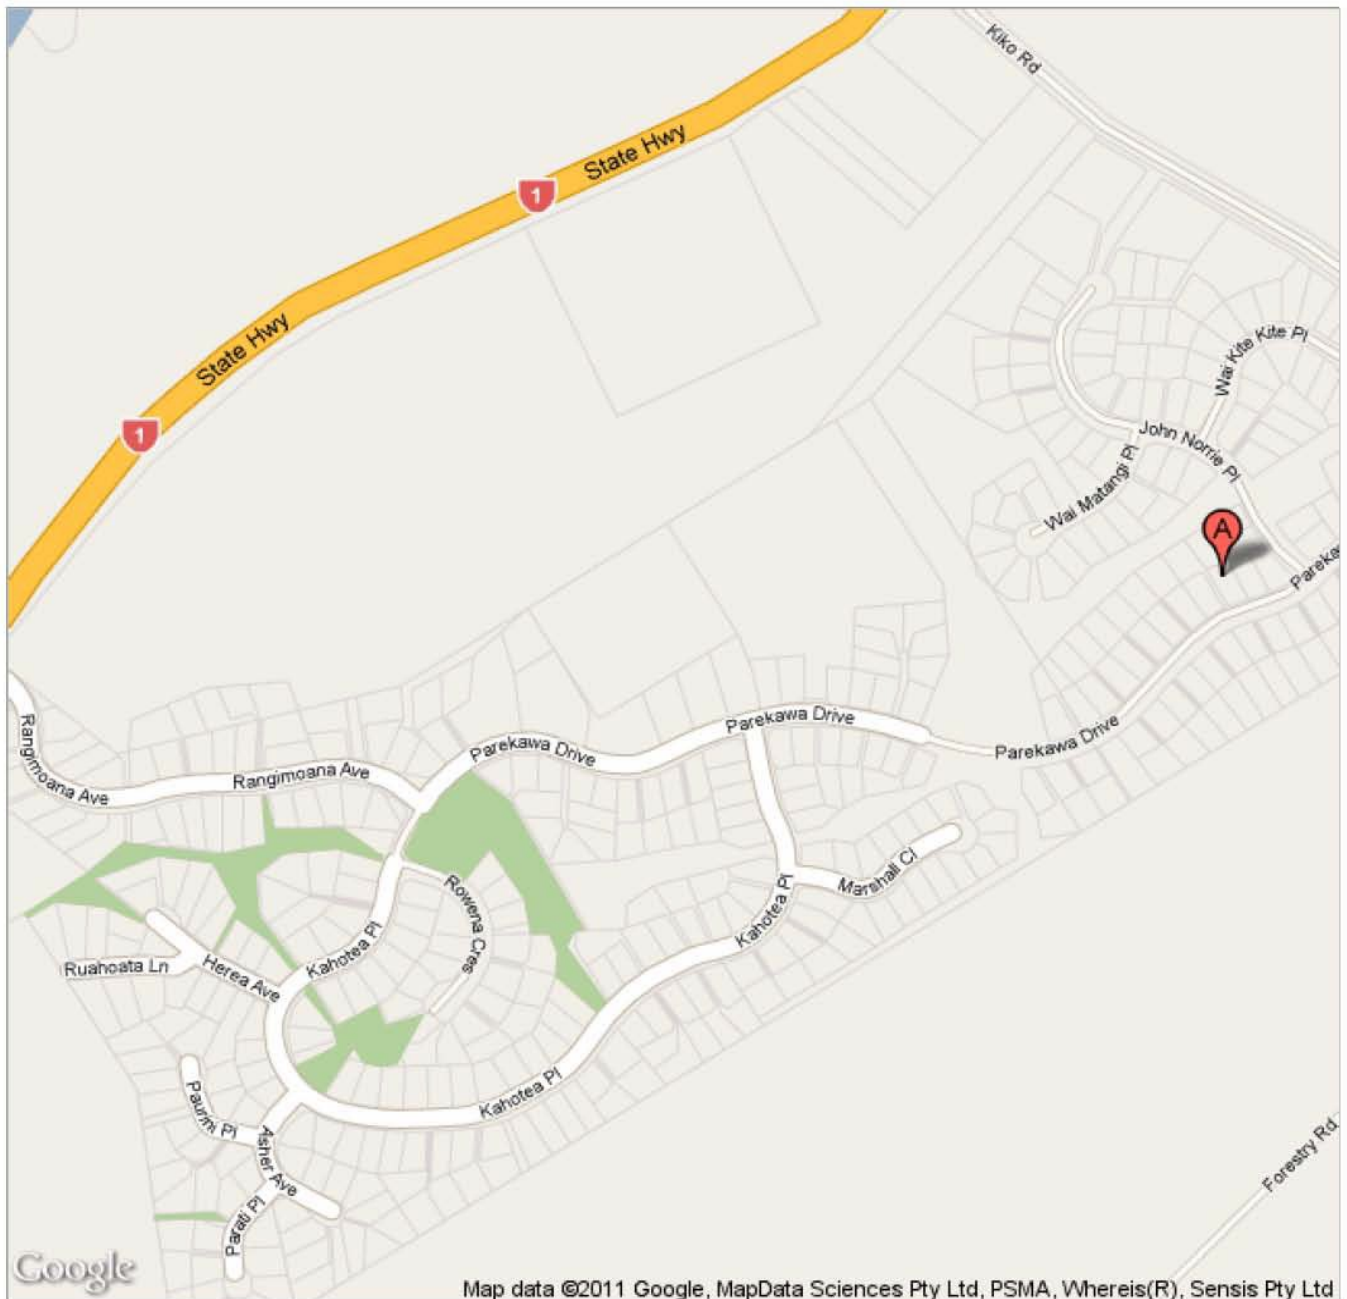 Kiko Rd
State Hwy
1
State Hwy
1
Wai Kite Kite Pl
John Norrie Pl
Wai Matangi Pl
A
Pareka
Rangimoana Ave
Rangimoana Ave
Parekawa Drive
Parekawa Drive
Parekawa Drive
Marshall Cl
Rowena Cres
Kahotea Pl
Kahotea Pl
Ruahoata Ln
Herea Ave
Kahotea Pl
Paurini Pl
Asher Ave
Parati Pl
Forestry Rd
Google
Map data ©2011 Google, MapData Sciences Pty Ltd, PSMA, Whereis(R), Sensis Pty Ltd